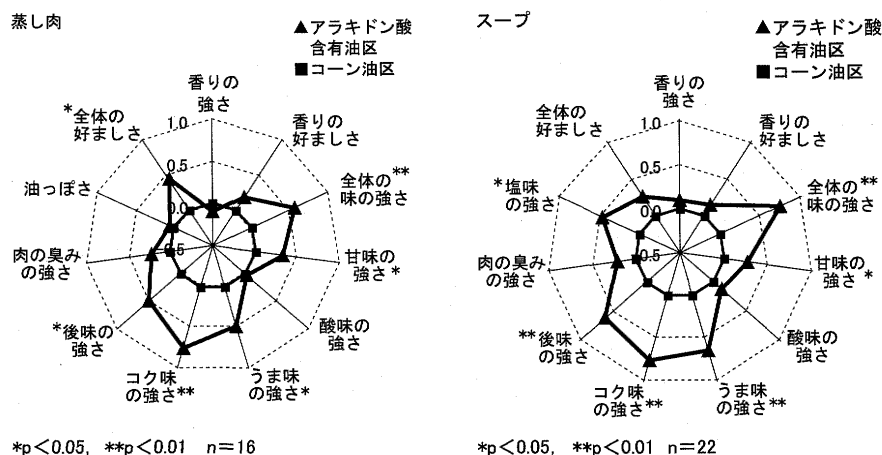 蒸し肉
▲アラキドン酸
含有油区
■コーン油区
香りの
強さ
香りの
好ましさ
全体の**
味の強さ
甘味の
強さ*
酸味の
強さ
うま味
の強さ*
コク味
の強さ**
*後味の
強さ
肉の臭み
の強さ
油っぽさ
*全体の
好ましさ
1.0
0.5
0.0
0.5
*p<0.05, **p<0.01 n=16
スープ
▲アラキドン酸
含有油区
■コーン油区
香りの
強さ
香りの
好ましさ
全体の**
味の強さ
甘味の
強さ*
酸味の
強さ
うま味
の強さ**
コク味
の強さ**
**後味
の強さ
肉の臭み
の強さ
*塩味
の強さ
全体の
好ましさ
1.0
0.5
0.0
0.5
*p<0.05, **p<0.01 n=22